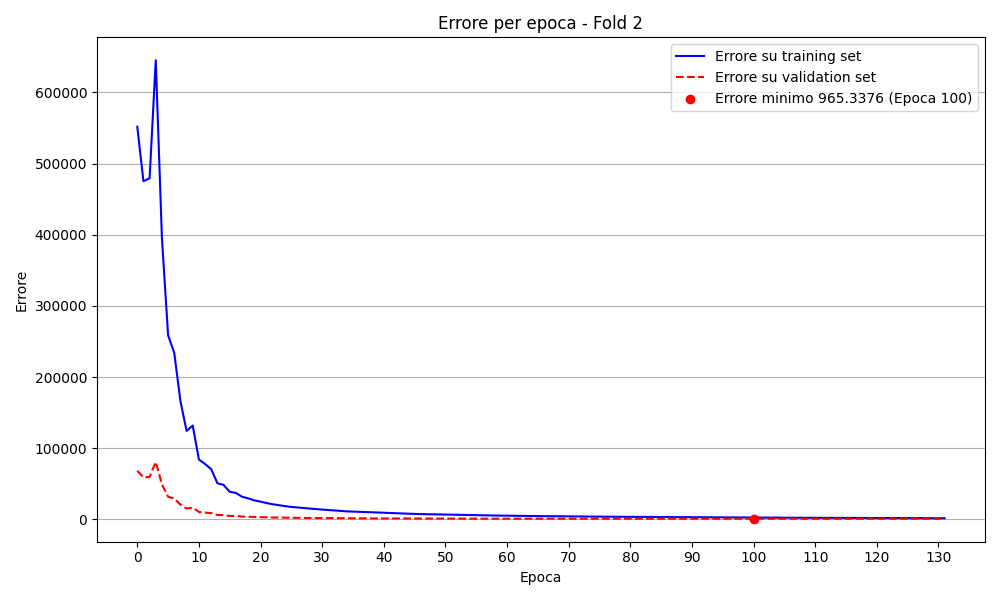 Errore per epoca - Fold 2
Errore su training set
Errore su validation set
Errore minimo 965.3376 (Epoca 100)
Errore
600000
500000
400000
300000
200000
100000
0
0 10 20 30 40 50 60 70 80 90 100 110 120 130
Epoca